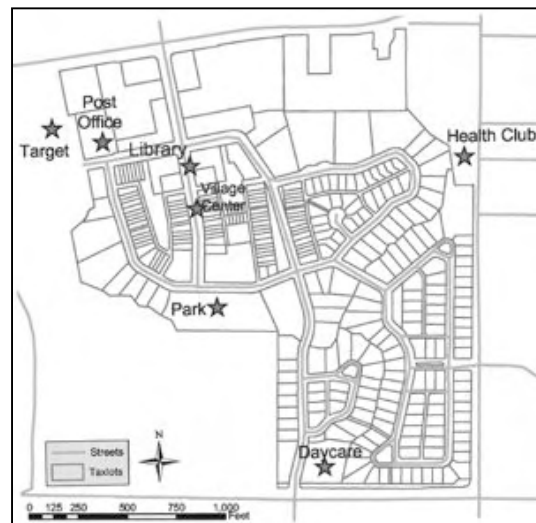 Post
Office
Target
Library
Health Club
Village
Center
Park
Daycare
N
Streets
Taxlots
0 125 250 500 750 1,000
Feet